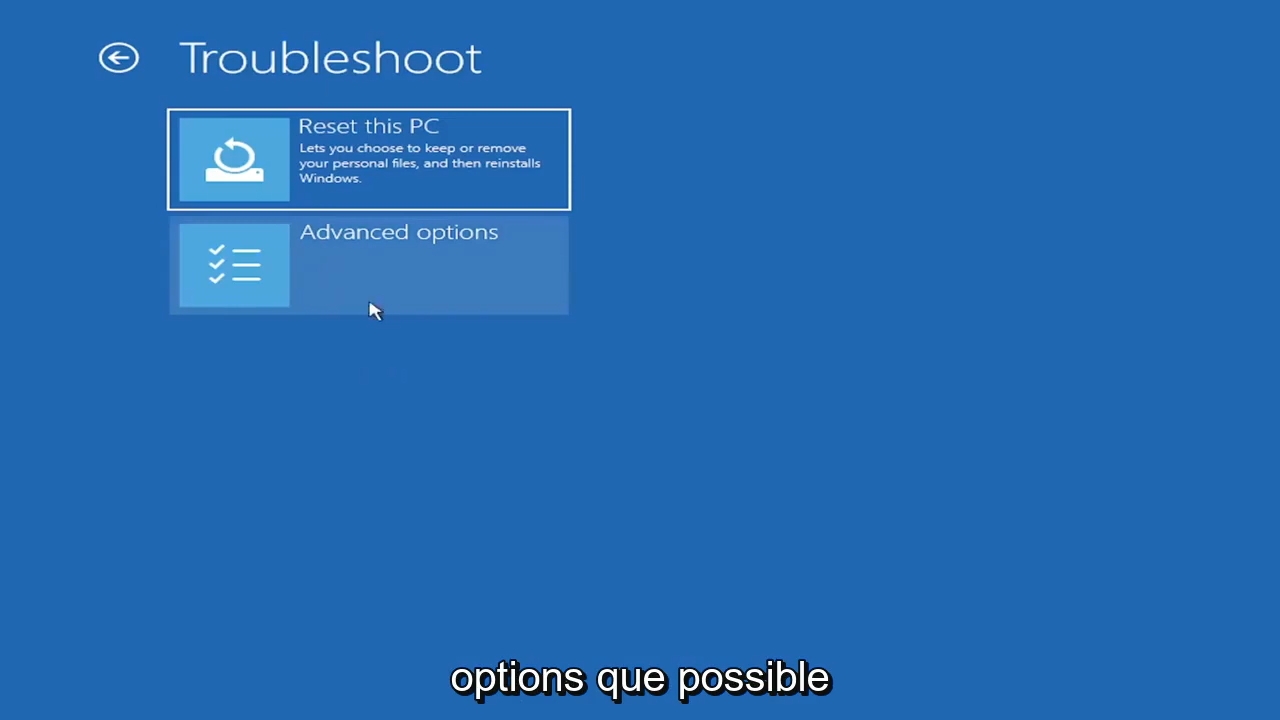 Troubleshoot
Reset this PC
Lets you choose to keep or remove
your personal files, and then reinstalls
Windows.
Advanced options
options que possible